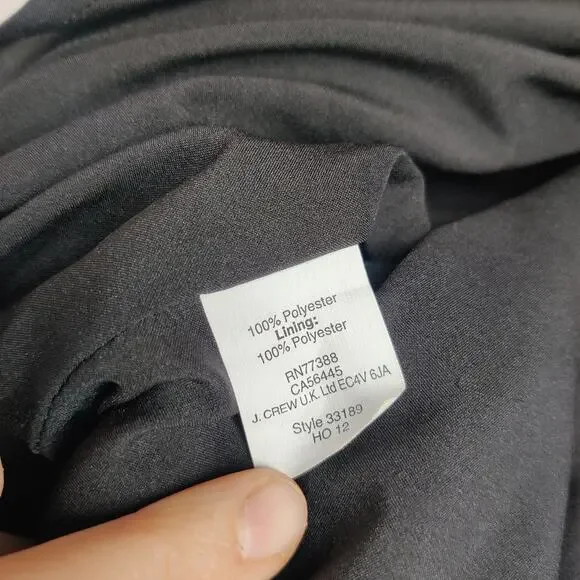 100% Polyester
Lining:
100% Polyester
RN77388
CA56445
J. CREW U.K. Ltd EC4V 6JA
Style 33189
HO 12